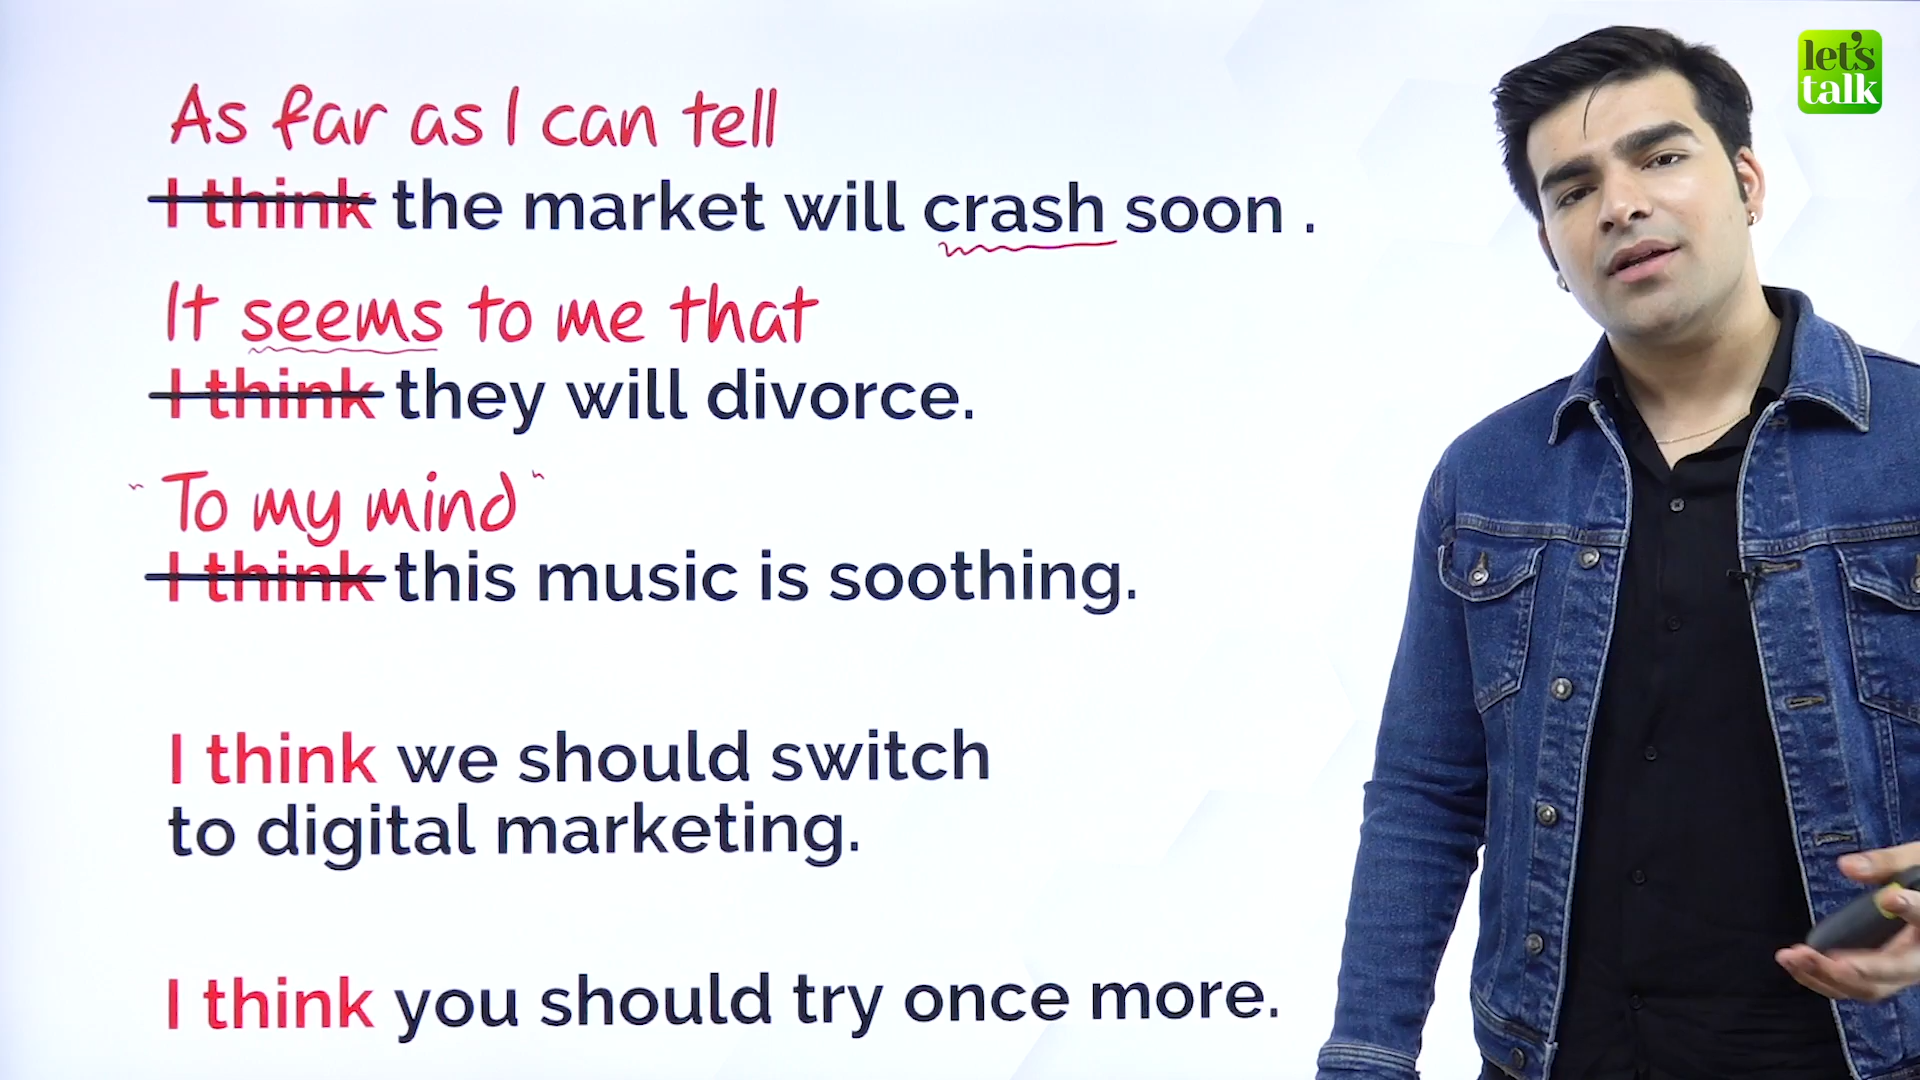 let's
talk
As far as I can tell
I think the market will crash soon .
It seems to me that
I think they will divorce.
"To my mind"
I think this music is soothing.
I think we should switch
to digital marketing.
I think you should try once more.